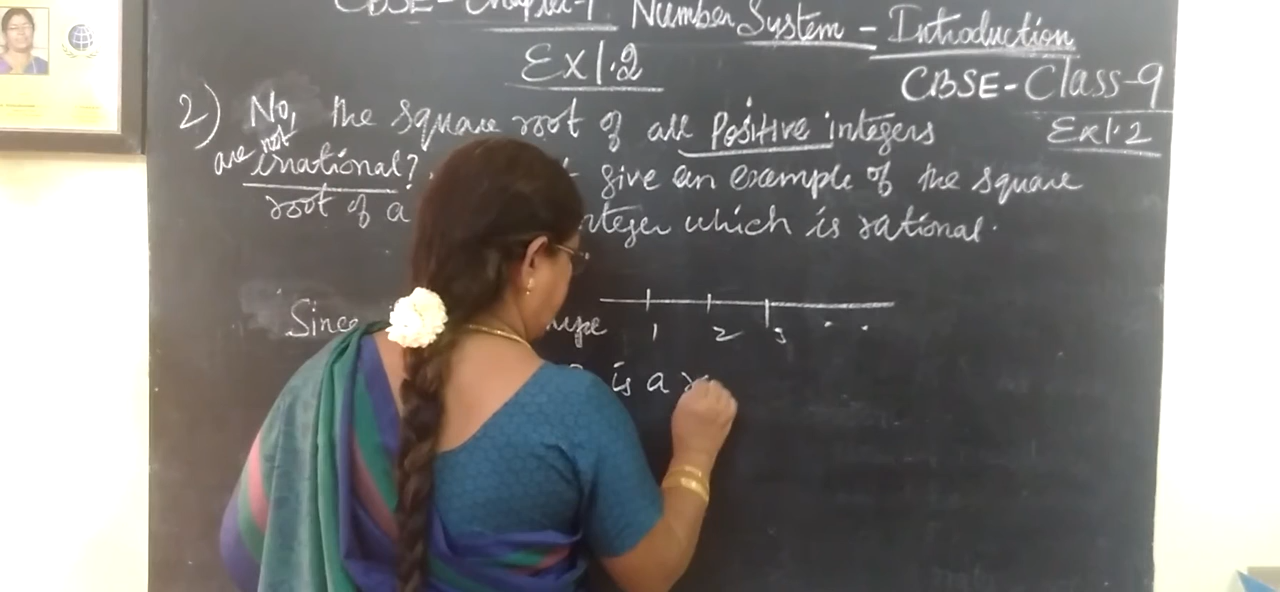 CBSE - Chapter-1 Number System - Introduction
Ex 1.2
CBSE - Class-9
Ex 1.2
2) No, the square root of all Positive integers
are not irrational?
give an example of the square
root of a
integer which is rational.
Since
1 2 3 . .
is a